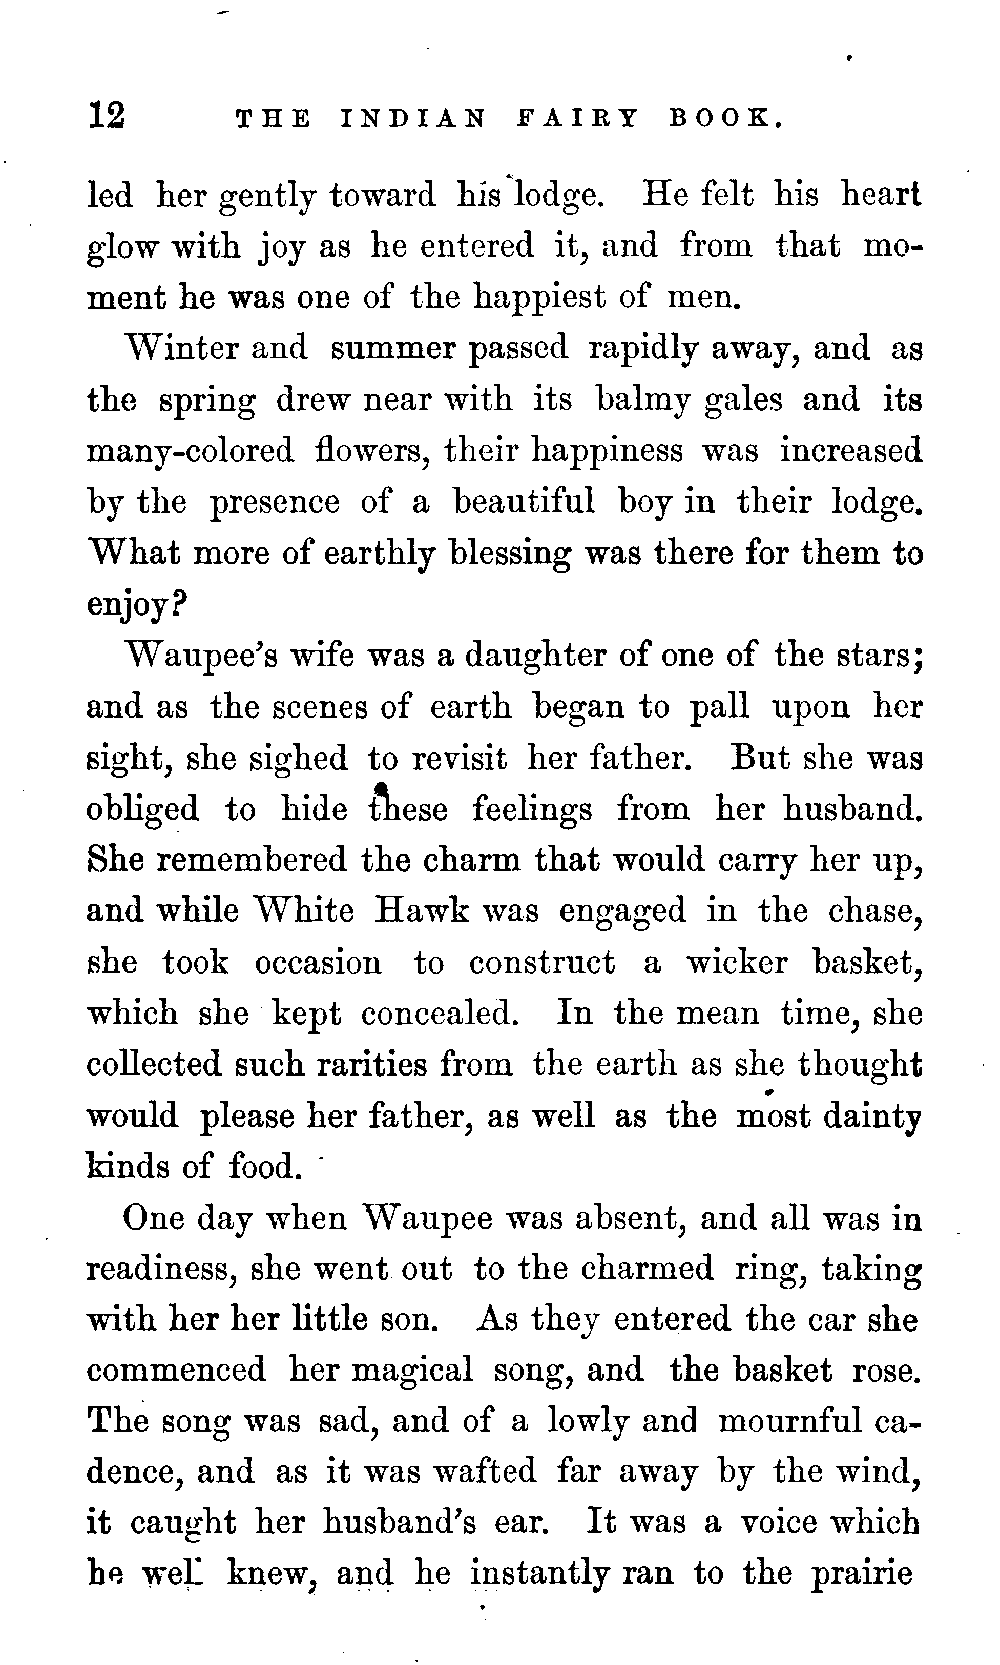 12 THE INDIAN FAIRY BOOK.
led her gently toward his lodge. He felt his heart
glow with joy as he entered it, and from that mo-
ment he was one of the happiest of men.
Winter and summer passed rapidly away, and as
the spring drew near with its balmy gales and its
many-colored flowers, their happiness was increased
by the presence of a beautiful boy in their lodge.
What more of earthly blessing was there for them to
enjoy?
Waupee's wife was a daughter of one of the stars;
and as the scenes of earth began to pall upon her
sight, she sighed to revisit her father. But she was
obliged to hide these feelings from her husband.
She remembered the charm that would carry her up,
and while White Hawk was engaged in the chase,
she took occasion to construct a wicker basket,
which she kept concealed. In the mean time, she
collected such rarities from the earth as she thought
would please her father, as well as the most dainty
kinds of food.
One day when Waupee was absent, and all was in
readiness, she went out to the charmed ring, taking
with her her little son. As they entered the car she
commenced her magical song, and the basket rose.
The song was sad, and of a lowly and mournful ca-
dence, and as it was wafted far away by the wind,
it caught her husband's ear. It was a voice which
he well knew, and he instantly ran to the prairie